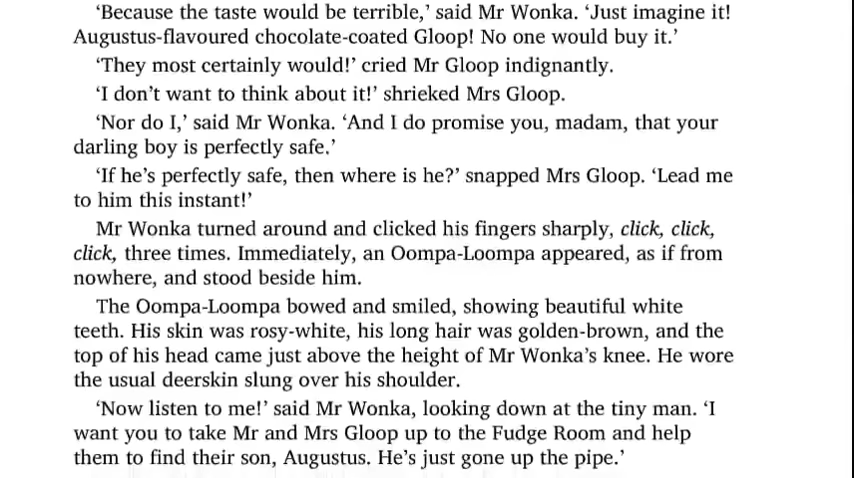 ‘Because the taste would be terrible,’ said Mr Wonka. ‘Just imagine it!
Augustus-flavoured chocolate-coated Gloop! No one would buy it.’
‘They most certainly would!’ cried Mr Gloop indignantly.
‘I don’t want to think about it!’ shrieked Mrs Gloop.
‘Nor do I,’ said Mr Wonka. ‘And I do promise you, madam, that your
darling boy is perfectly safe.’
‘If he’s perfectly safe, then where is he?’ snapped Mrs Gloop. ‘Lead me
to him this instant!’
Mr Wonka turned around and clicked his fingers sharply, click, click,
click, three times. Immediately, an Oompa-Loompa appeared, as if from
nowhere, and stood beside him.
The Oompa-Loompa bowed and smiled, showing beautiful white
teeth. His skin was rosy-white, his long hair was golden-brown, and the
top of his head came just above the height of Mr Wonka’s knee. He wore
the usual deerskin slung over his shoulder.
‘Now listen to me!’ said Mr Wonka, looking down at the tiny man. ‘I
want you to take Mr and Mrs Gloop up to the Fudge Room and help
them to find their son, Augustus. He’s just gone up the pipe.’